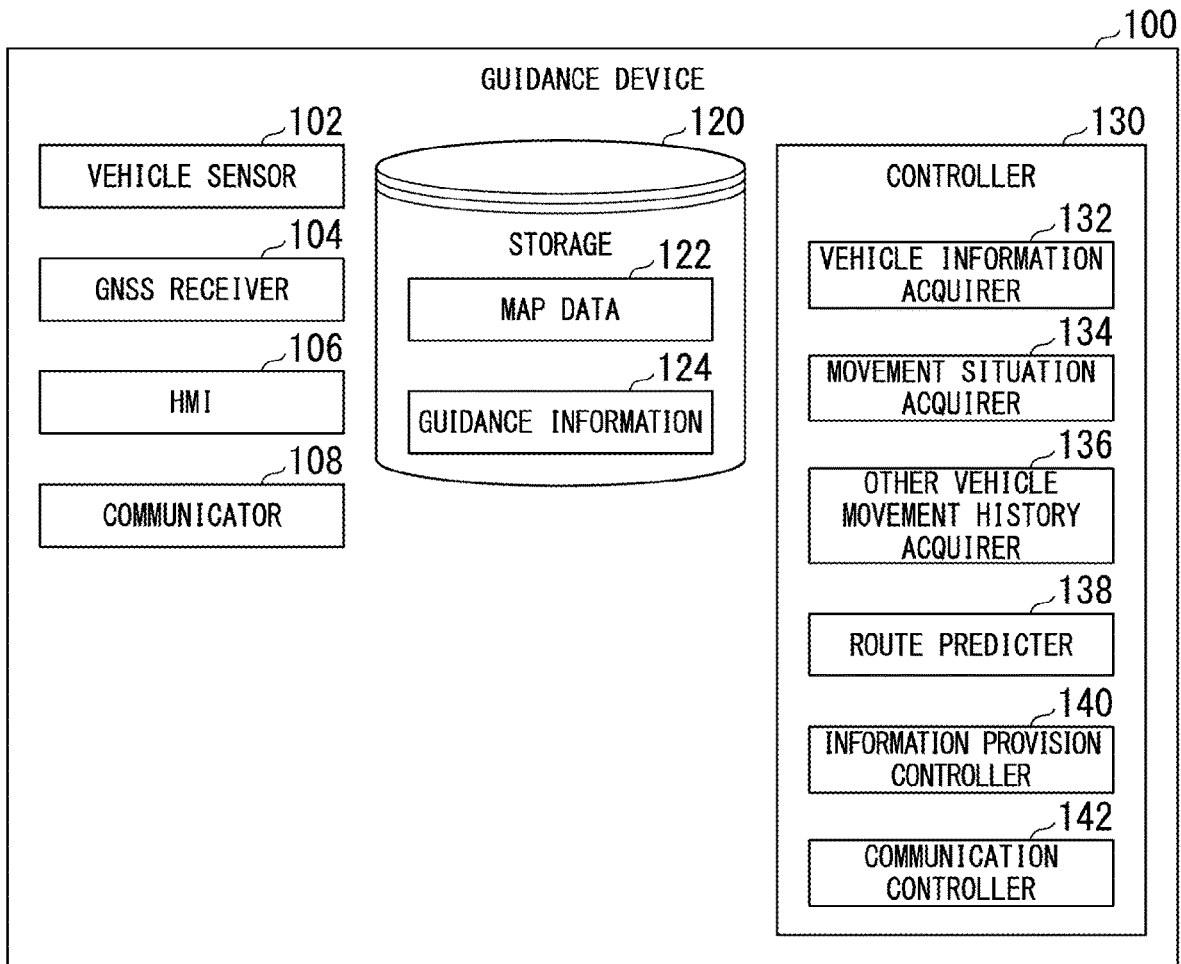 100
GUIDANCE DEVICE
102
VEHICLE SENSOR
104
GNSS RECEIVER
106
HMI
108
COMMUNICATOR
120
STORAGE
122
MAP DATA
124
GUIDANCE INFORMATION
130
CONTROLLER
132
VEHICLE INFORMATION
ACQUIRER
134
MOVEMENT SITUATION
ACQUIRER
136
OTHER VEHICLE
MOVEMENT HISTORY
ACQUIRER
138
ROUTE PREDICTER
140
INFORMATION PROVISION
CONTROLLER
142
COMMUNICATION
CONTROLLER